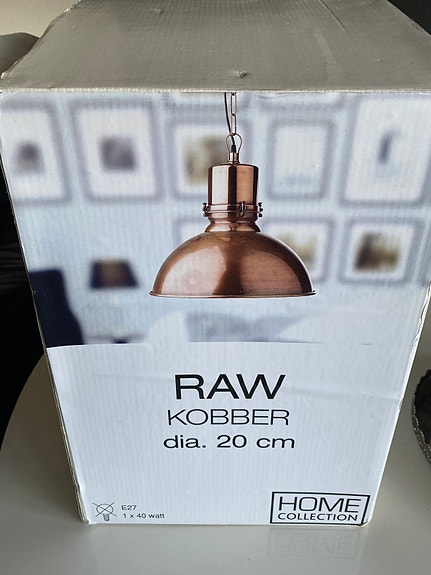 RAW
KOBBER
dia. 20 cm
E27
1 x 40 watt
HOME
COLLECTION